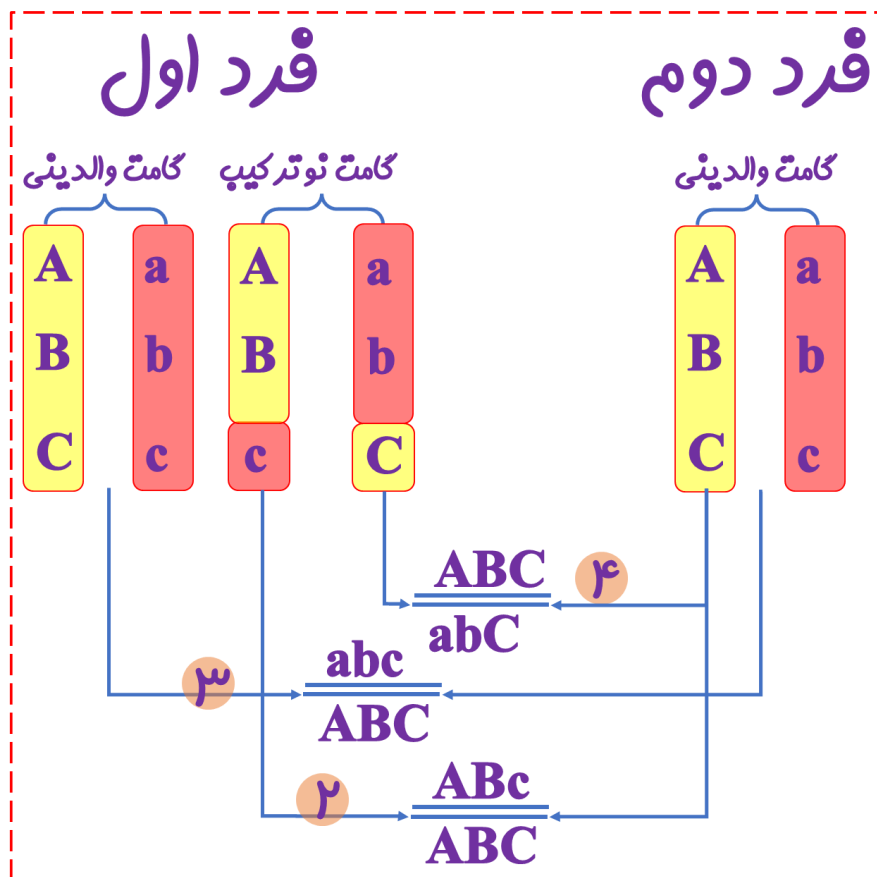 فرد اول
فرد دوم
گامت والدینی
گامت نوترکیب
گامت والدینی
A a A a A a
B b B b B b
C c c C C c
ABC
۴
abC
abc
۳
ABC
ABc
۲
ABC